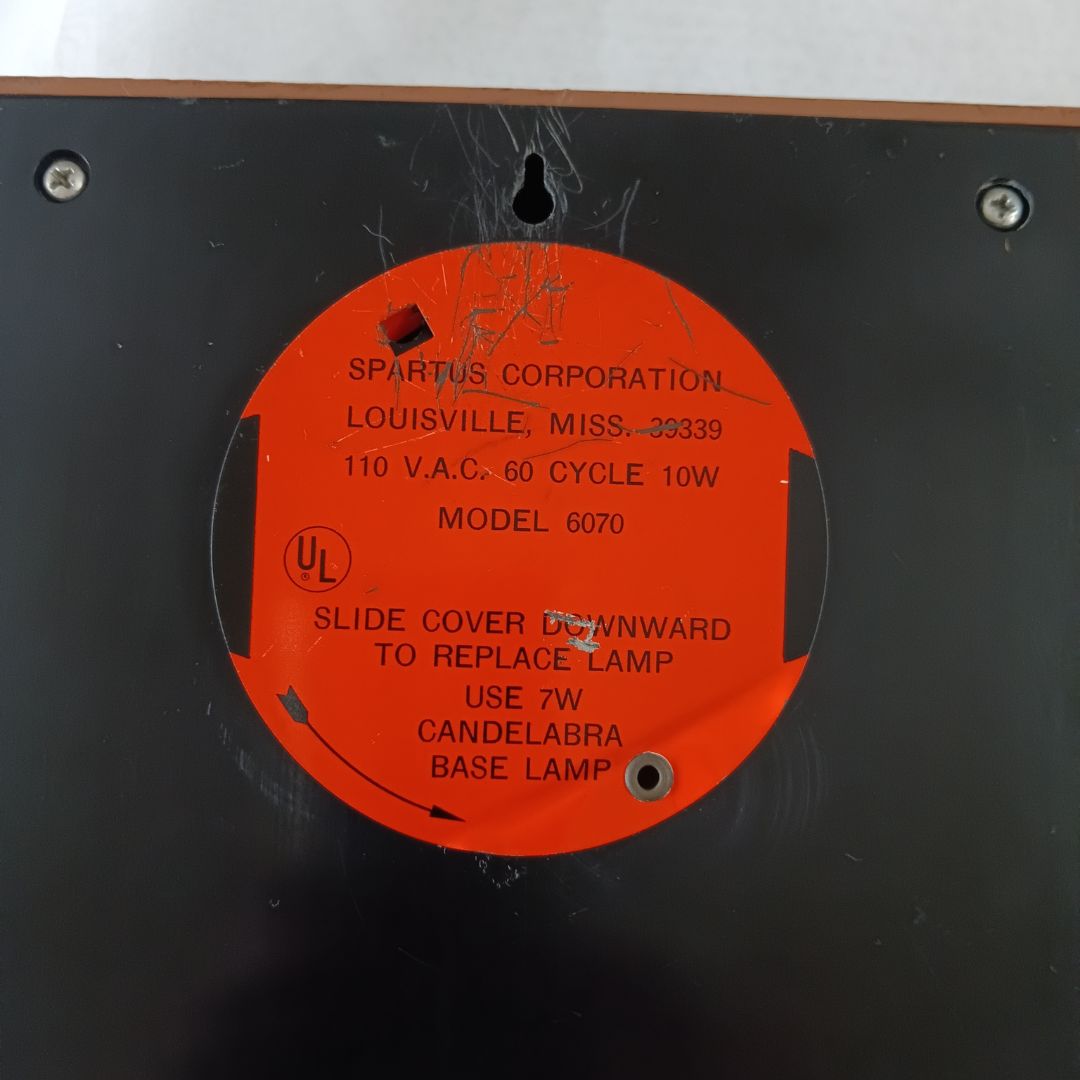 SPARTUS CORPORATION
LOUISVILLE, MISS. 39339
110 V.A.C. 60 CYCLE 10W
MODEL 6070
UL
®
SLIDE COVER DOWNWARD
TO REPLACE LAMP
USE 7W
CANDELABRA
BASE LAMP